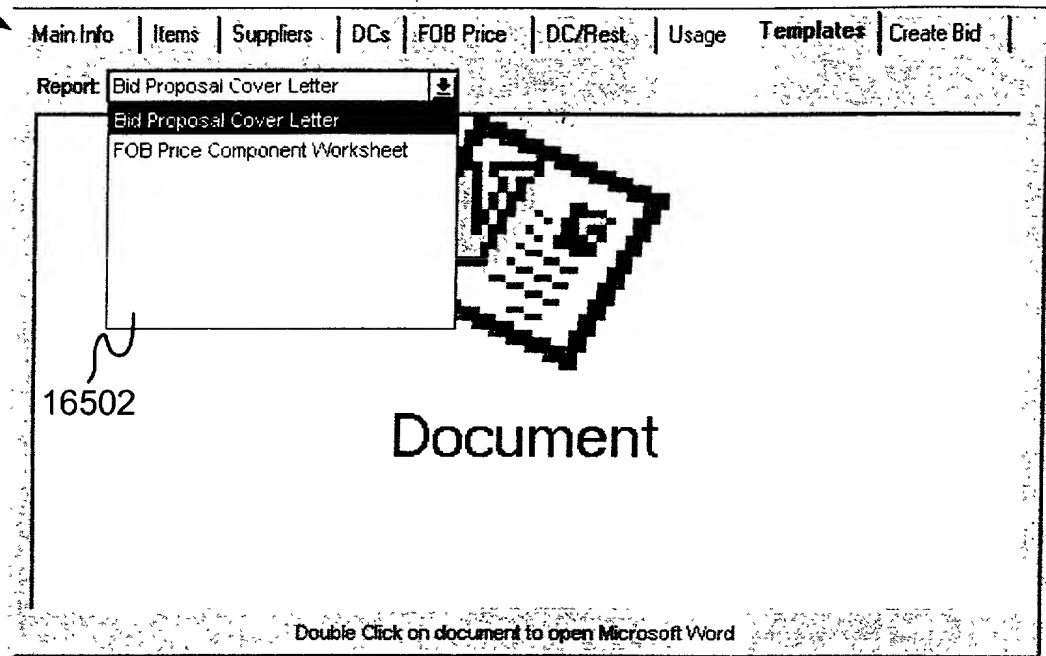 Main Info Items Suppliers DCs FOB Price DC/Rest Usage Templates Create Bid
Report: Bid Proposal Cover Letter
Bid Proposal Cover Letter
FOB Price Component Worksheet
16502
Document
Double Click on document to open Microsoft Word